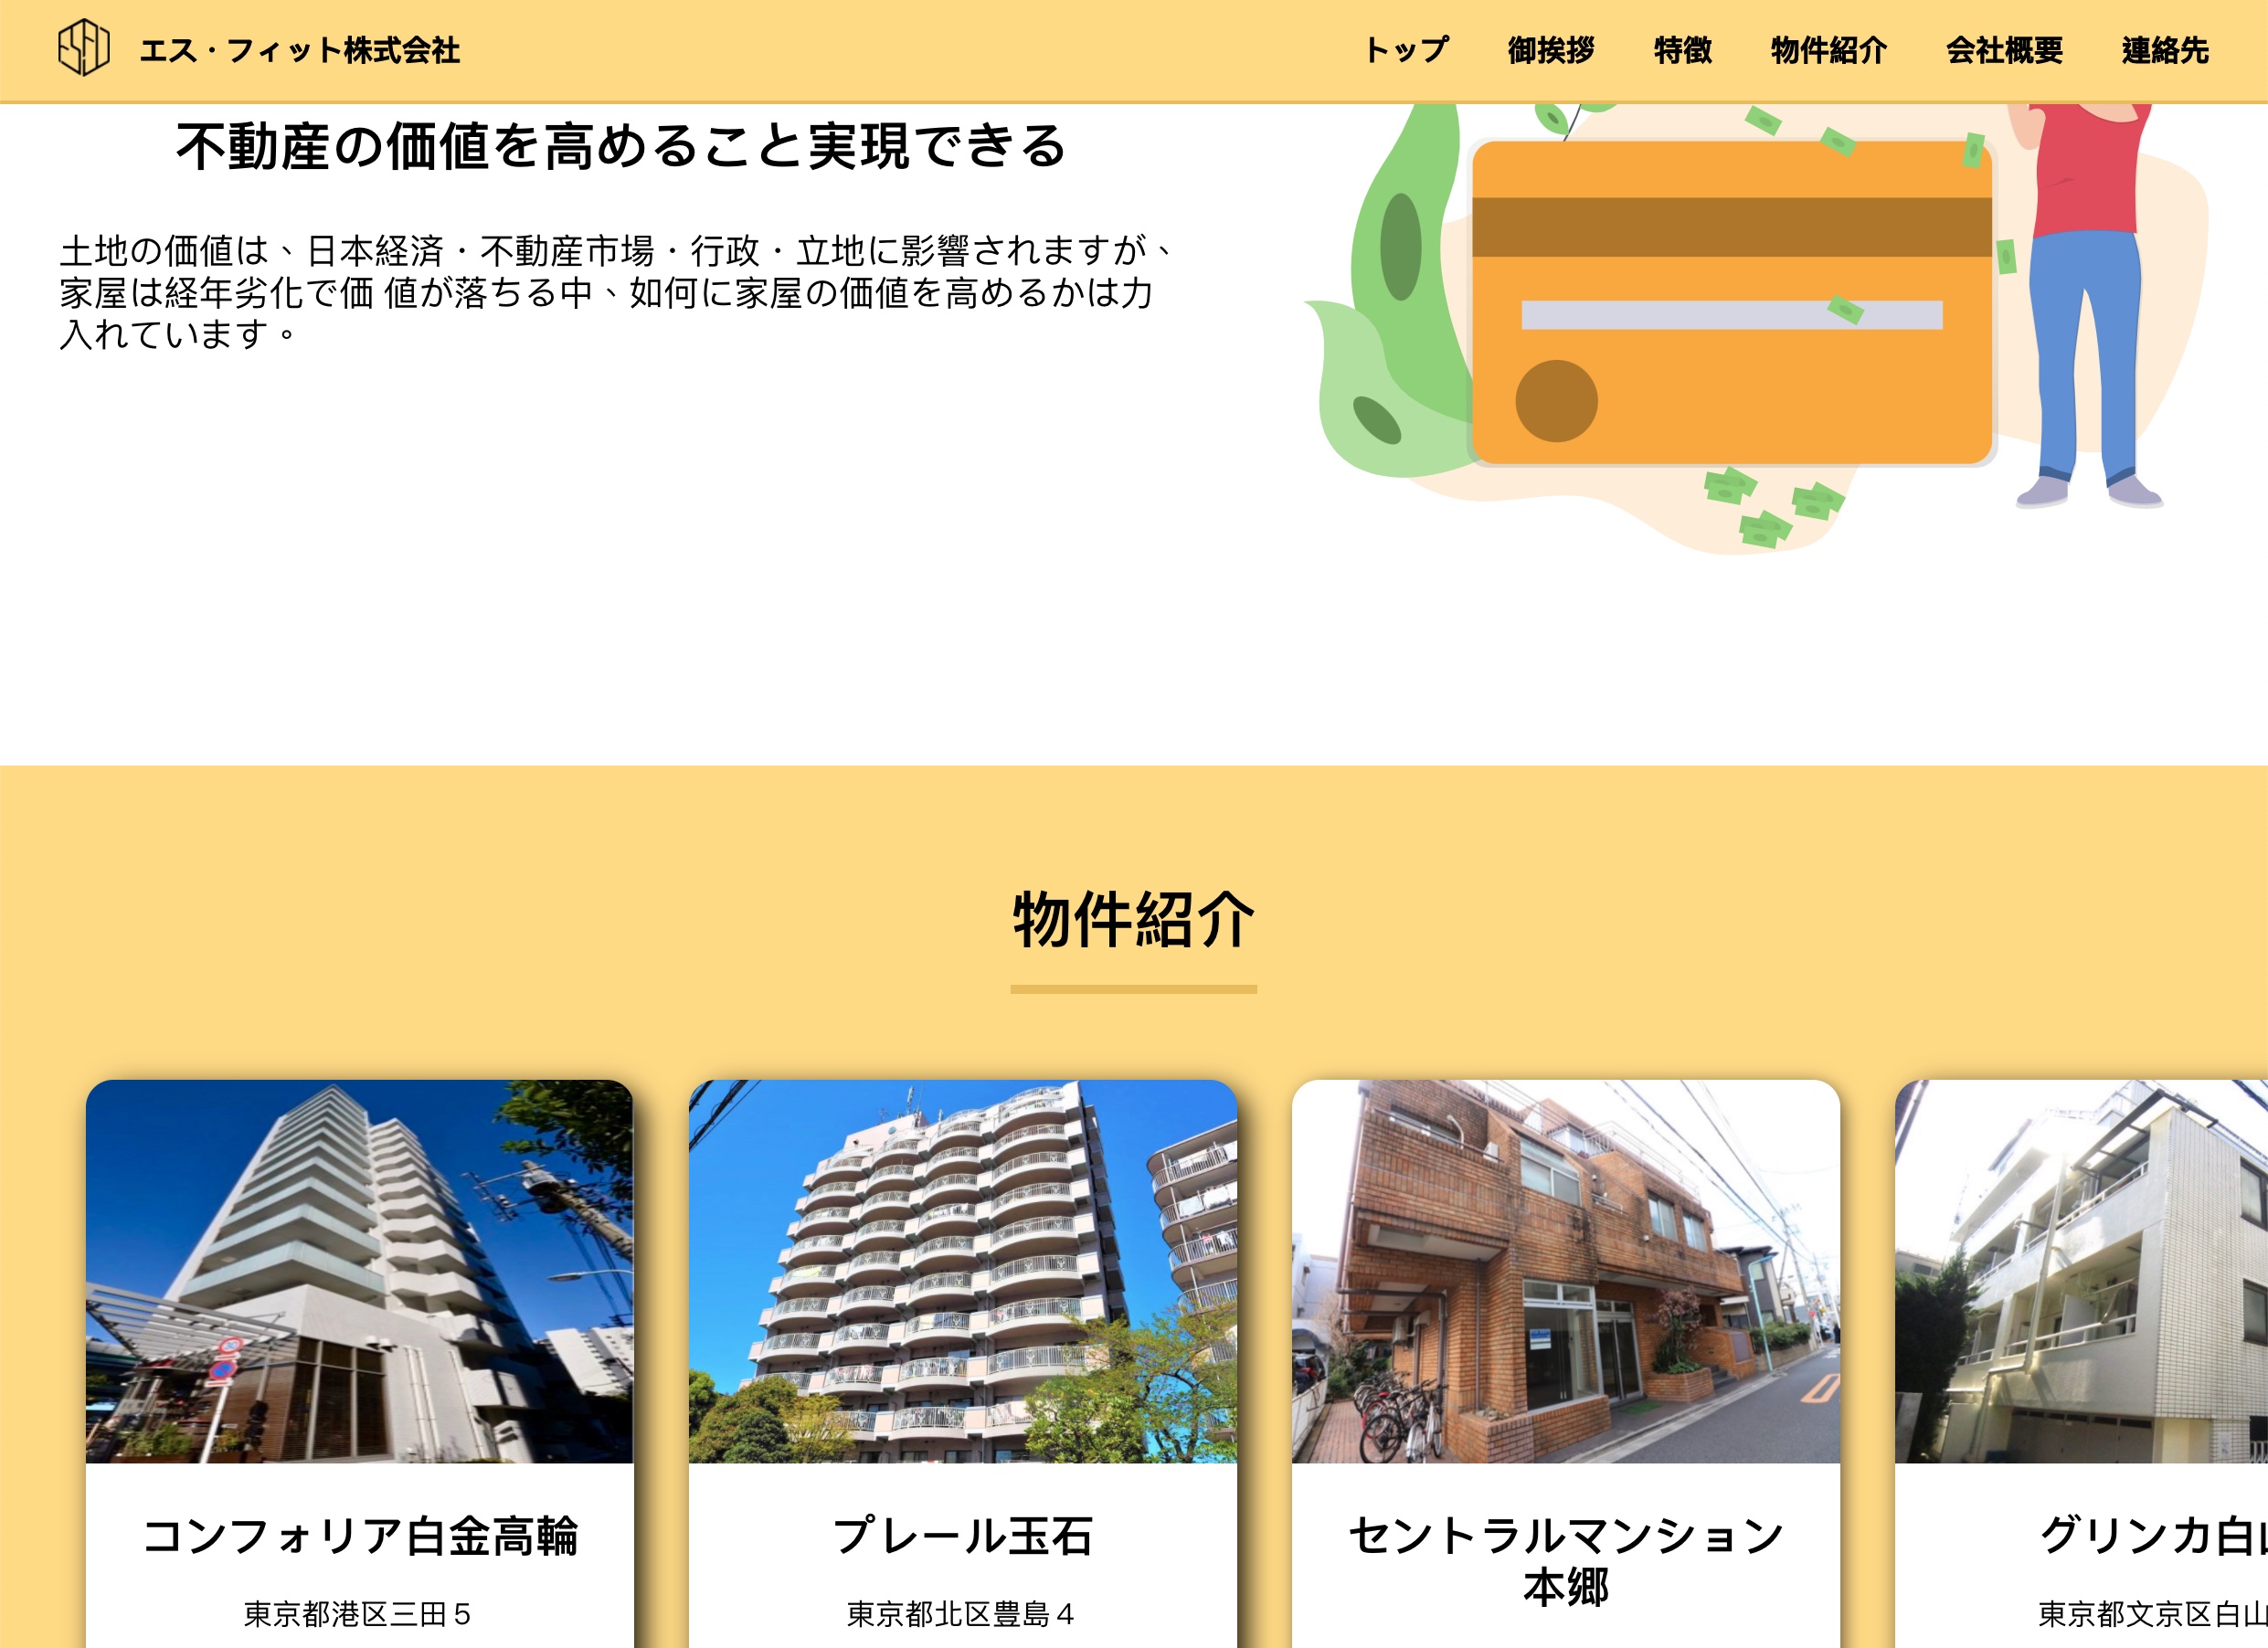 エス・フィット株式会社
トップ 御挨拶 特徴 物件紹介 会社概要 連絡先
不動産の価値を高めること実現できる
土地の価値は、日本経済・不動産市場・行政・立地に影響されますが、
家屋は経年劣化で価 値が落ちる中、如何に家屋の価値を高めるかは力
入れています。
物件紹介
コンフォリア白金高輪
東京都港区三田５
プレール玉石
東京都北区豊島４
セントラルマンション
本郷
グリンカ白山
東京都文京区白山